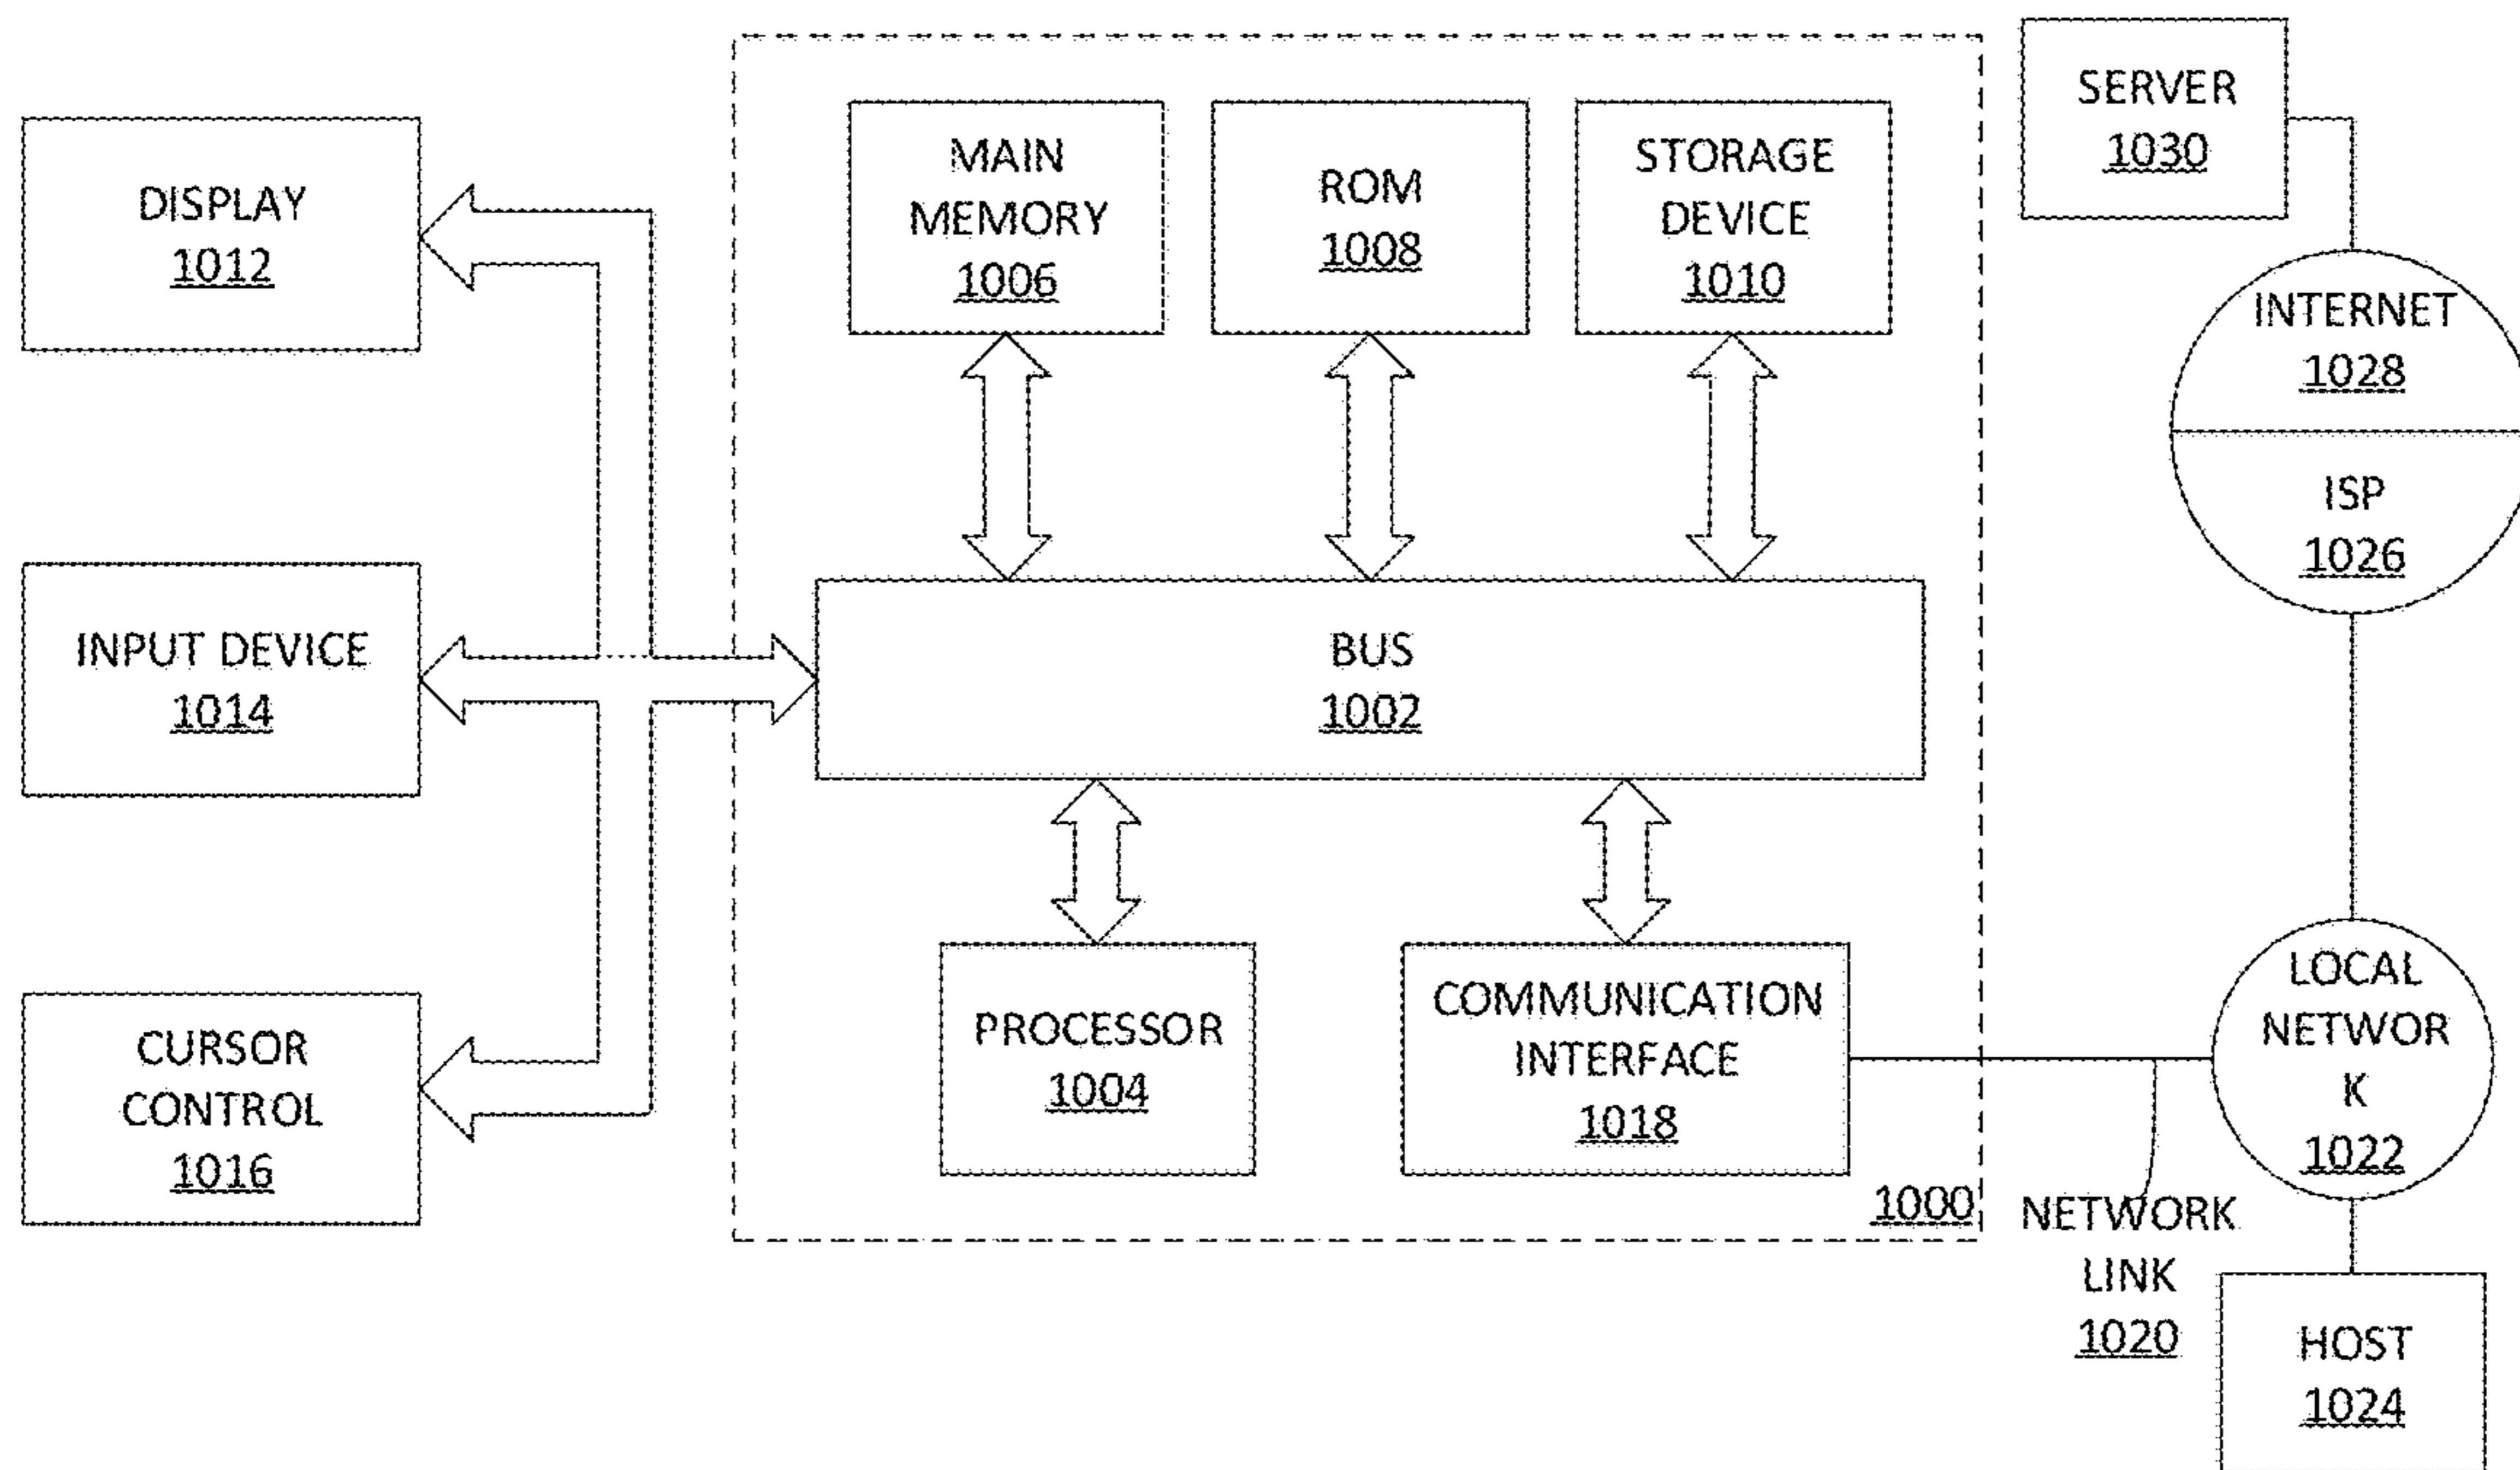 DISPLAY
1012
INPUT DEVICE
1014
CURSOR
CONTROL
1016
MAIN
MEMORY
1006
ROM
1008
STORAGE
DEVICE
1010
BUS
1002
PROCESSOR
1004
COMMUNICATION
INTERFACE
1018
1000
SERVER
1030
INTERNET
1028
ISP
1026
LOCAL
NETWOR
K
1022
NETWORK
LINK
1020
HOST
1024